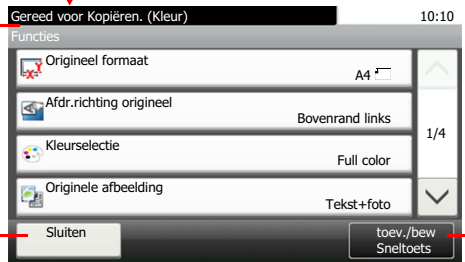 Gereed voor Kopiëren. (Kleur) 10:10
Functies
Origineel formaat
A4
Afdr.richting origineel
Bovenrand links
1/4
Kleurselectie
Full color
Originele afbeelding
Tekst+foto
Sluiten
toev./bew
Sneltoets